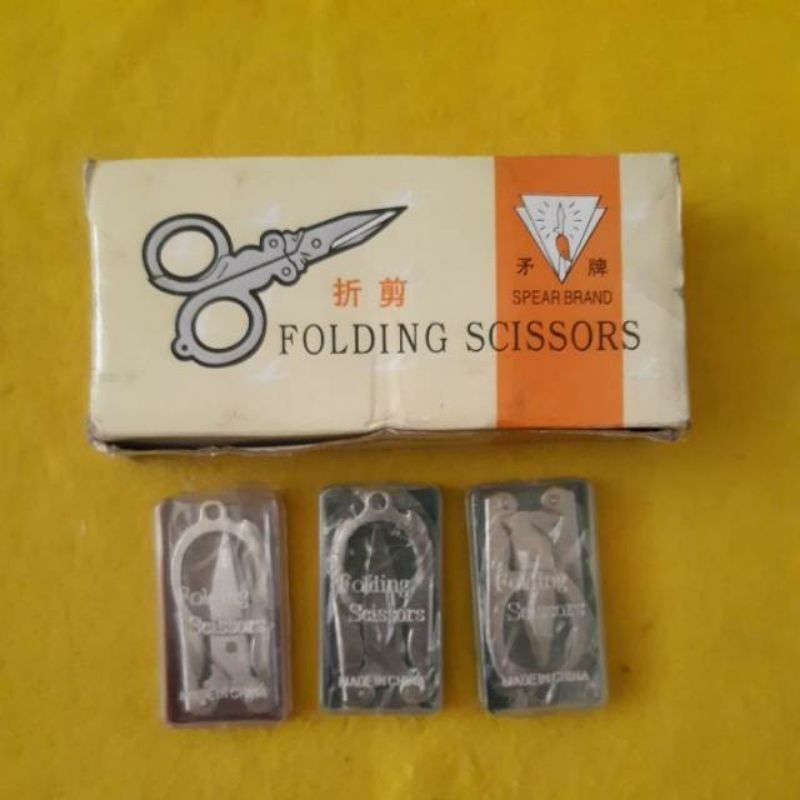 折剪
FOLDING SCISSORS
矛 牌
SPEAR BRAND
Folding
Scissors
MADE IN CHINA
Folding
Scissors
MADE IN CHINA
Folding
Scissors
MADE IN CHINA